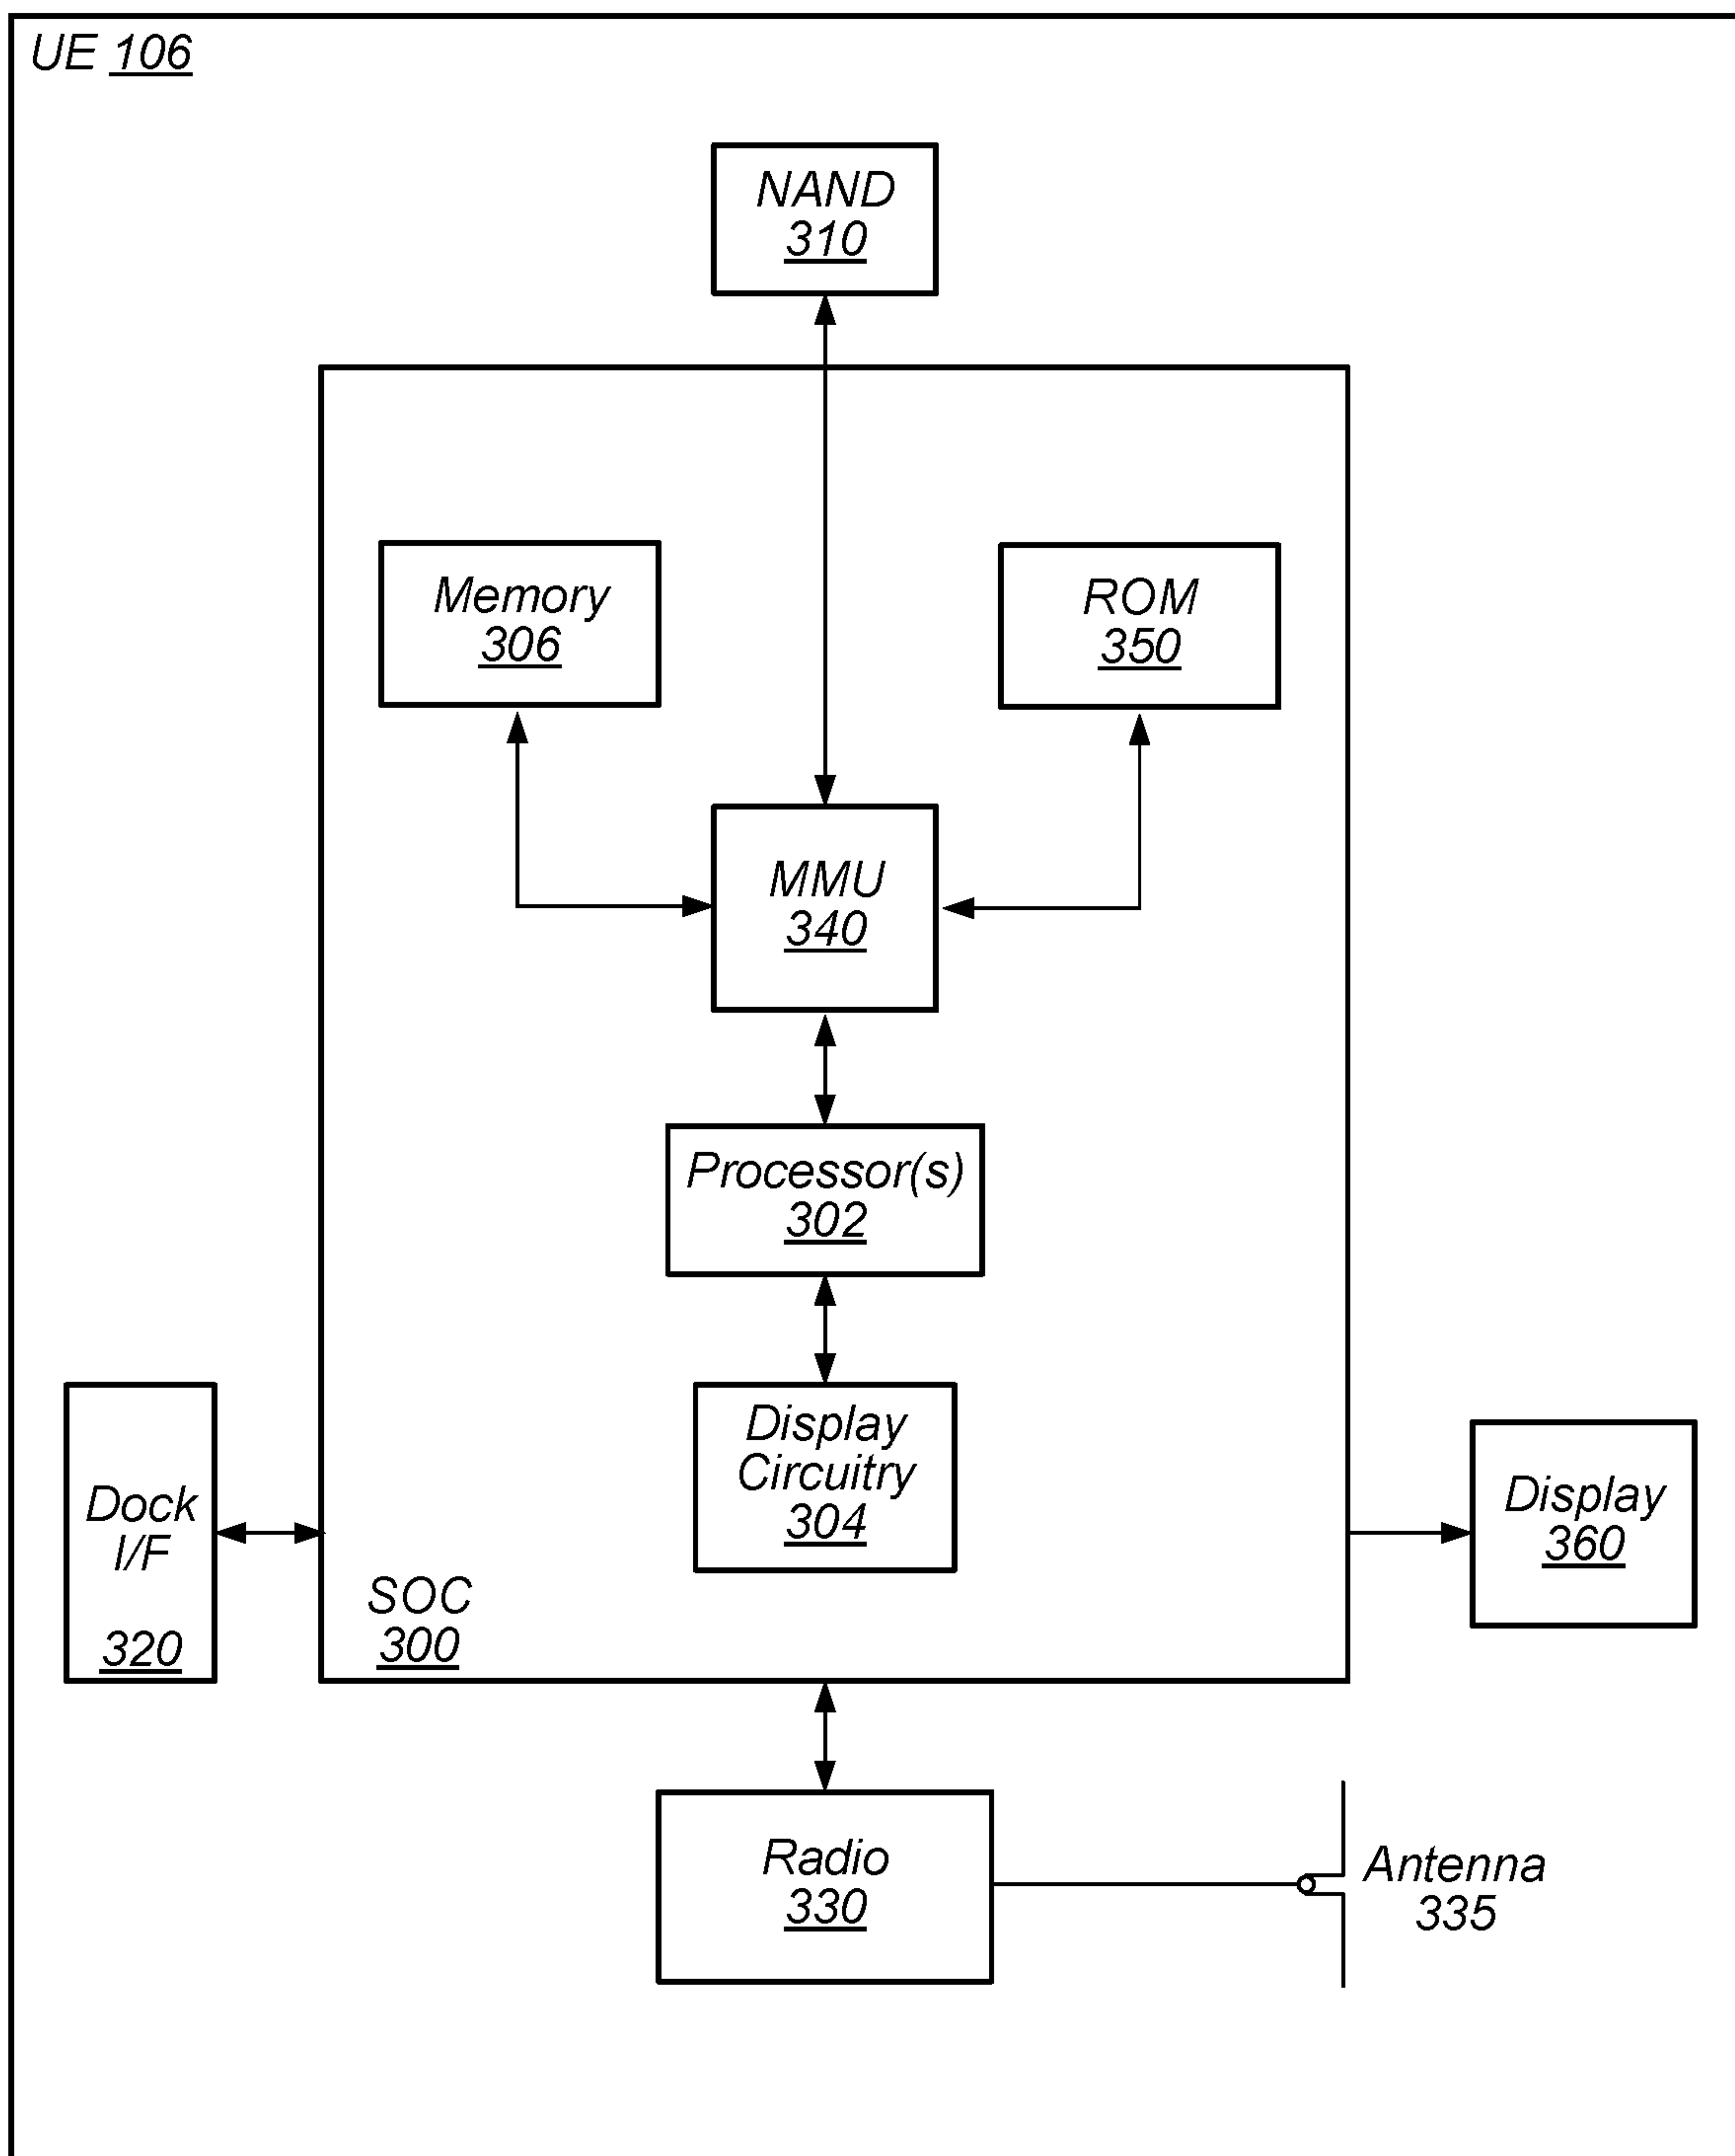 UE 106
NAND
310
Memory
306
ROM
350
MMU
340
Processor(s)
302
Display
Circuitry
304
Dock
I/F
320
SOC
300
Display
360
Radio
330
Antenna
335